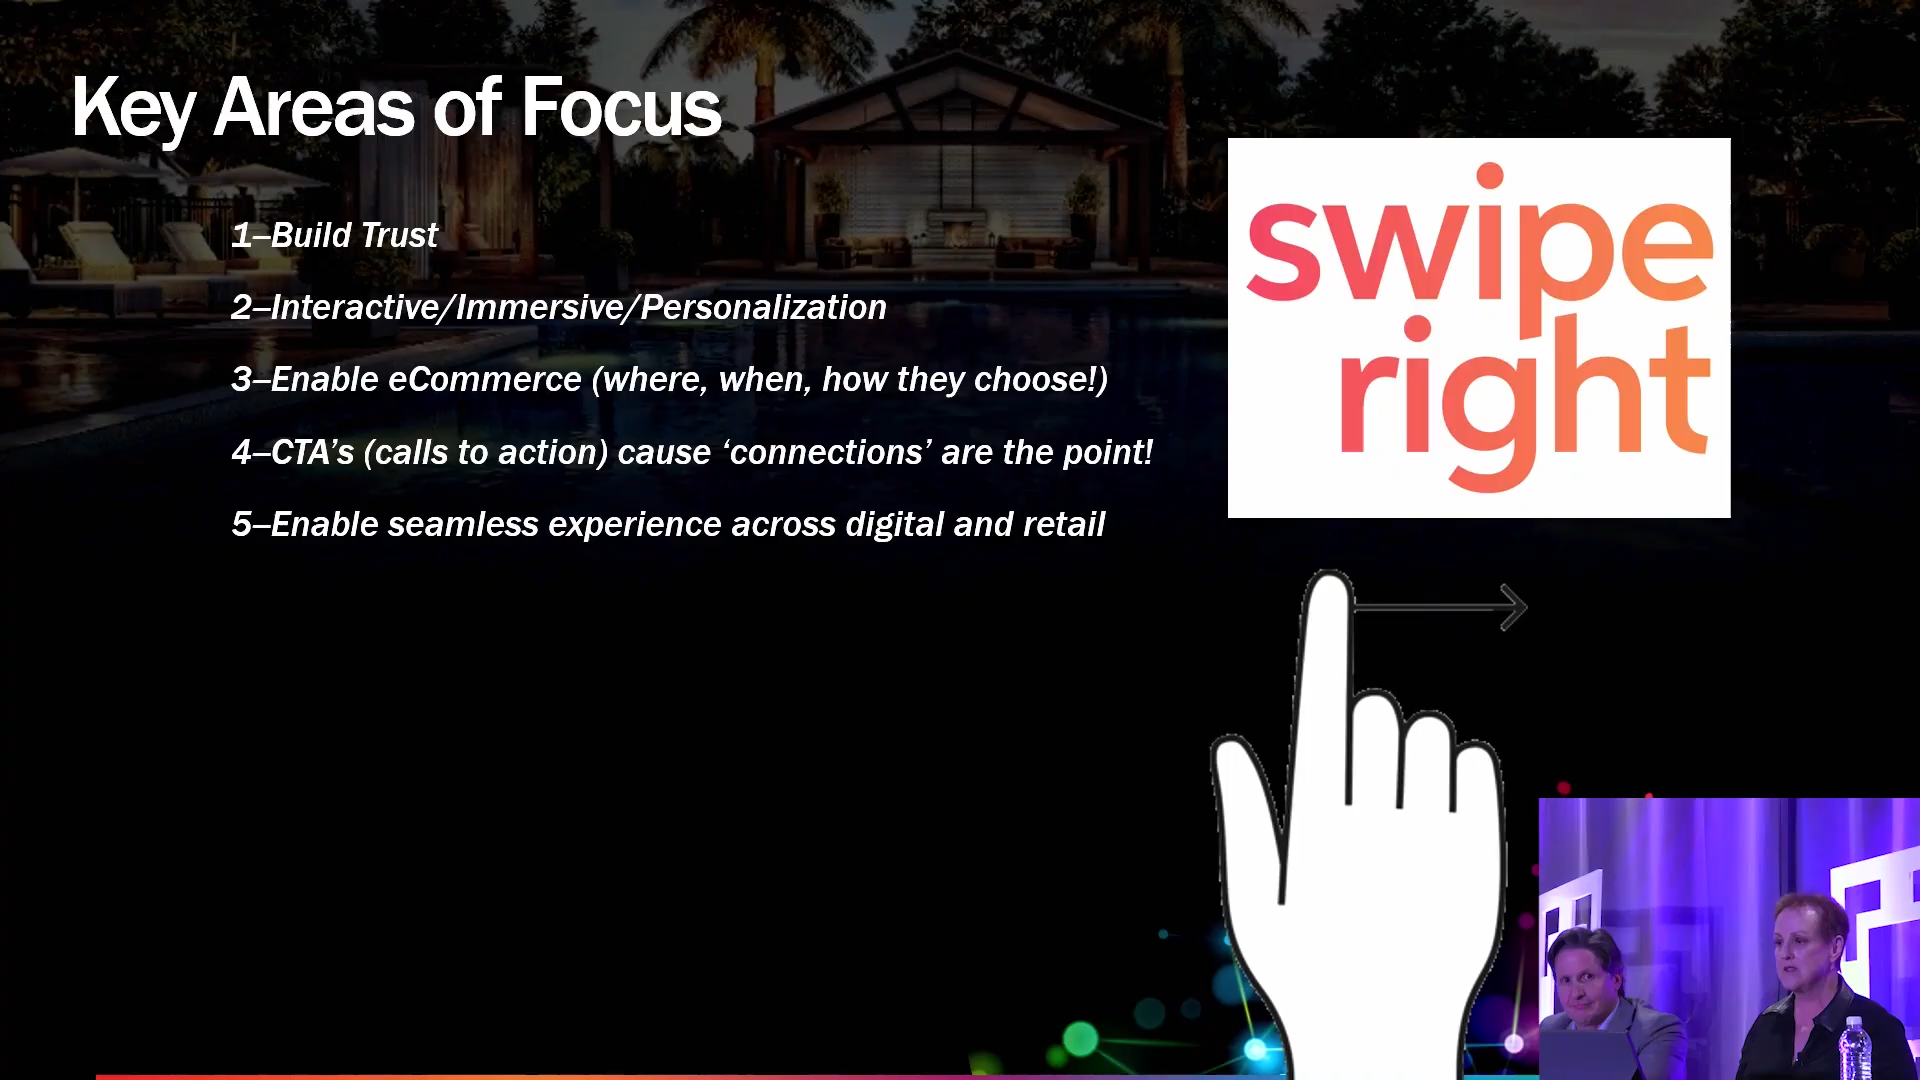 Key Areas of Focus
1–Build Trust
2–Interactive/Immersive/Personalization
3–Enable eCommerce (where, when, how they choose!)
4–CTA’s (calls to action) cause ‘connections’ are the point!
5–Enable seamless experience across digital and retail
swipe
right